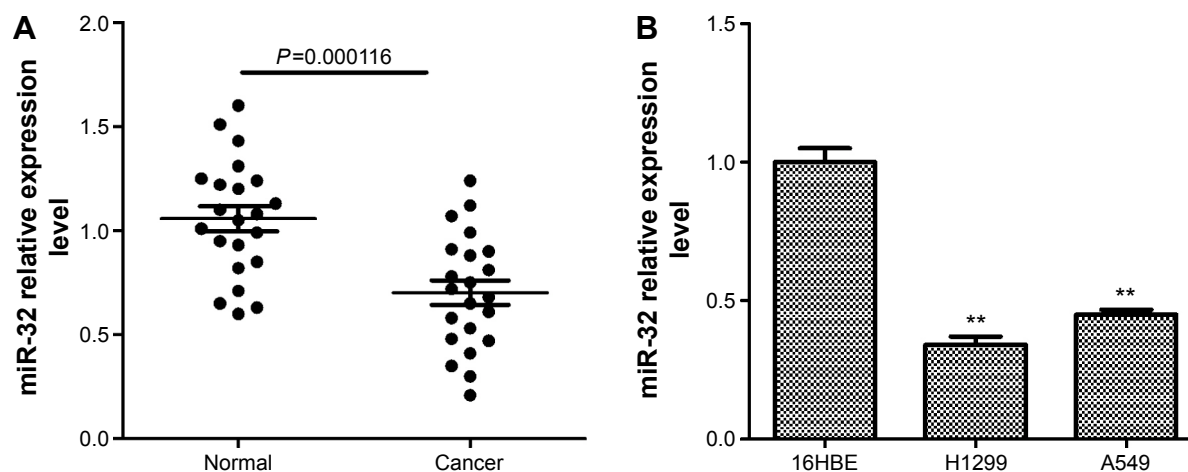 A
miR-32 relative expression
level
2.0
1.5
1.0
0.5
0.0
P=0.000116
Normal
Cancer
B
miR-32 relative expression
level
1.5
1.0
0.5
0.0
**
**
16HBE
H1299
A549